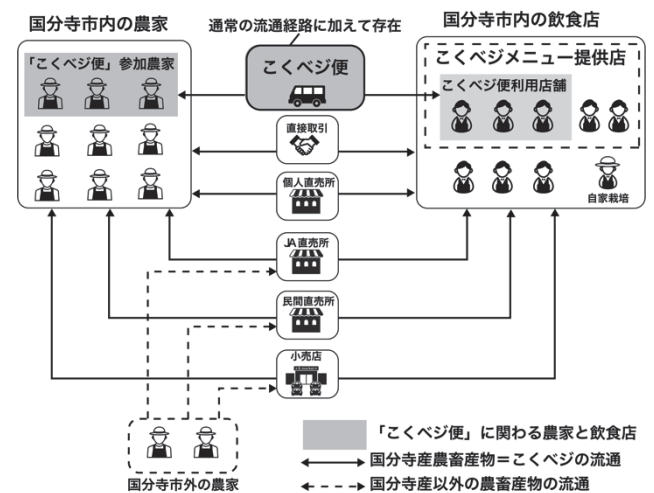 国分寺市内の農家
通常の流通経路に加えて存在
国分寺市内の飲食店
「こくベジ便」参加農家
こくベジ便
こくベジメニュー提供店
こくベジ便利用店舗
直接取引
個人直売所
自家栽培
JA直売所
民間直売所
小売店
国分寺市外の農家
「こくベジ便」に関わる農家と飲食店
国分寺産農畜産物＝こくベジの流通
国分寺産以外の農畜産物の流通